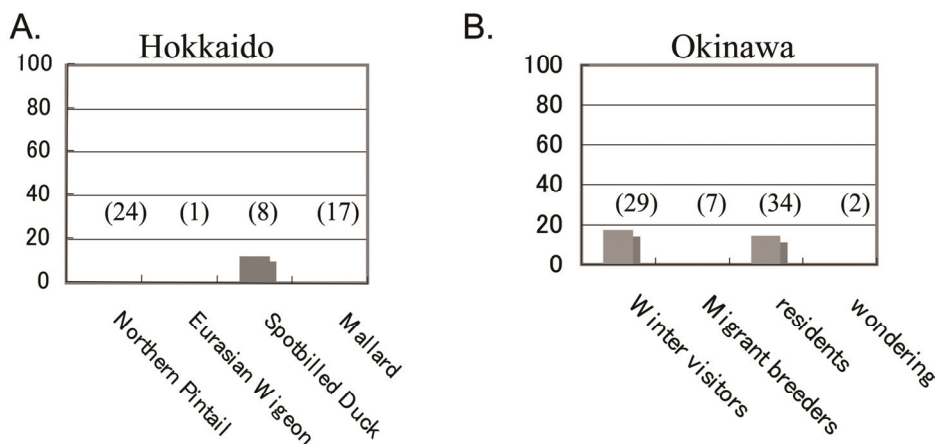 A.
Hokkaido
100
80
60
40
20
0
(24) (1) (8) (17)
Northern Pintail
Eurasian Wigeon
Spotbilled Duck
Mallard
B.
Okinawa
100
80
60
40
20
0
(29) (7) (34) (2)
Winter visitors
Migrant breeders
residents
wondering